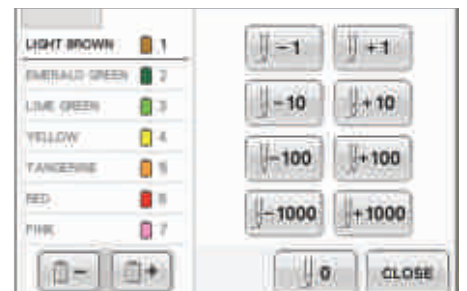 LIGHT BROWN 1
EMERALD GREEN 2
LIME GREEN 3
YELLOW 4
TANGERINE 5
RED 6
PINK 7
- +
-1 +1
-10 +10
-100 +100
-1000 +1000
0 CLOSE